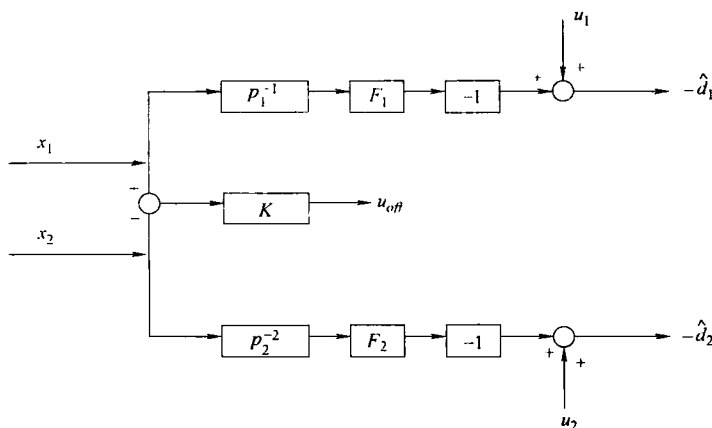 u₁
+ +
p₁⁻¹ F₁ −1 −d̂₁
x₁
+
−
K u_off
x₂
p₂⁻² F₂ −1 −d̂₂
+ +
u₂